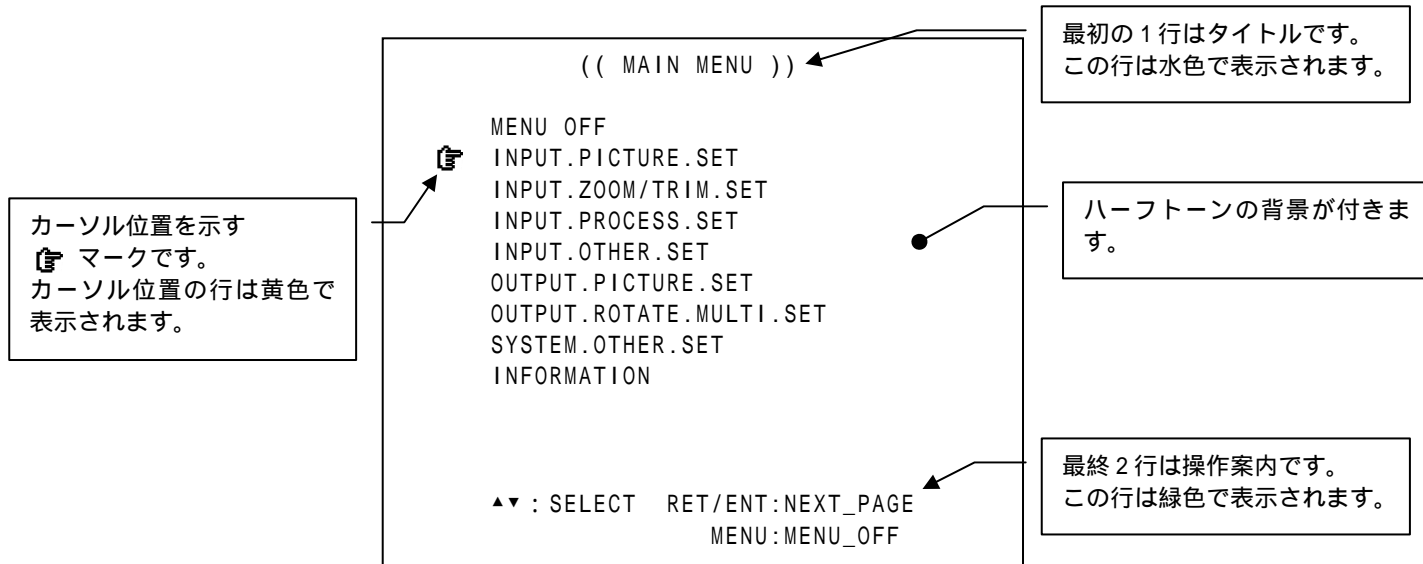 (( MAIN MENU ))
MENU OFF
☞ INPUT.PICTURE.SET
INPUT.ZOOM/TRIM.SET
INPUT.PROCESS.SET
INPUT.OTHER.SET
OUTPUT.PICTURE.SET
OUTPUT.ROTATE.MULTI.SET
SYSTEM.OTHER.SET
INFORMATION
▲▼:SELECT RET/ENT:NEXT_PAGE
MENU:MENU_OFF
カーソル位置を示す
☞ マークです。
カーソル位置の行は黄色で
表示されます。
最初の1行はタイトルです。
この行は水色で表示されます。
ハーフトーンの背景が付きま
す。
最終2行は操作案内です。
この行は緑色で表示されます。